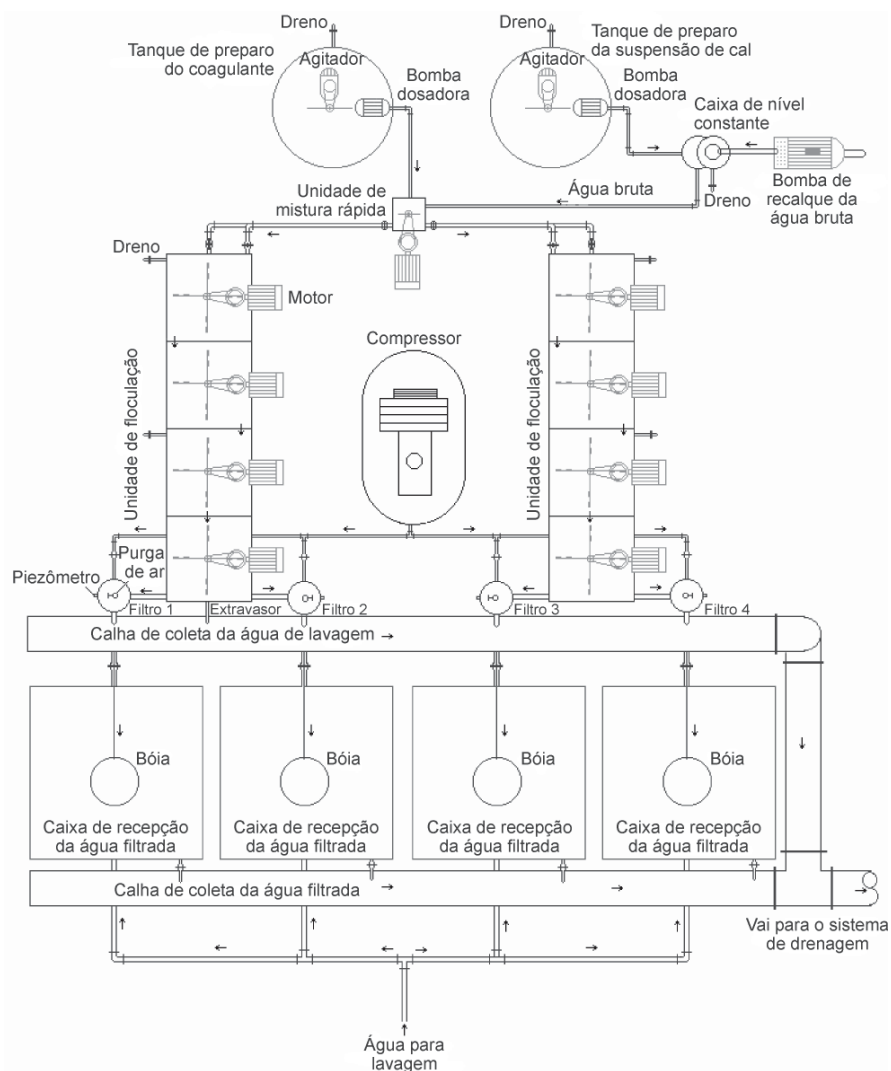 Dreno
Tanque de preparo
do coagulante
Agitador
Bomba
dosadora
Dreno
Tanque de preparo
da suspensão de cal
Agitador
Bomba
dosadora
Caixa de nível
constante
Unidade de
mistura rápida
Água bruta
Dreno
Bomba de
recalque da
água bruta
Dreno
Motor
Compressor
Unidade de floculação
Unidade de floculação
Piezômetro
Purga
de ar
Filtro 1
Extravasor
Filtro 2
Filtro 3
Filtro 4
Calha de coleta da água de lavagem
Bóia
Bóia
Bóia
Bóia
Caixa de recepção
da água filtrada
Caixa de recepção
da água filtrada
Caixa de recepção
da água filtrada
Caixa de recepção
da água filtrada
Calha de coleta da água filtrada
Vai para o sistema
de drenagem
Água para
lavagem